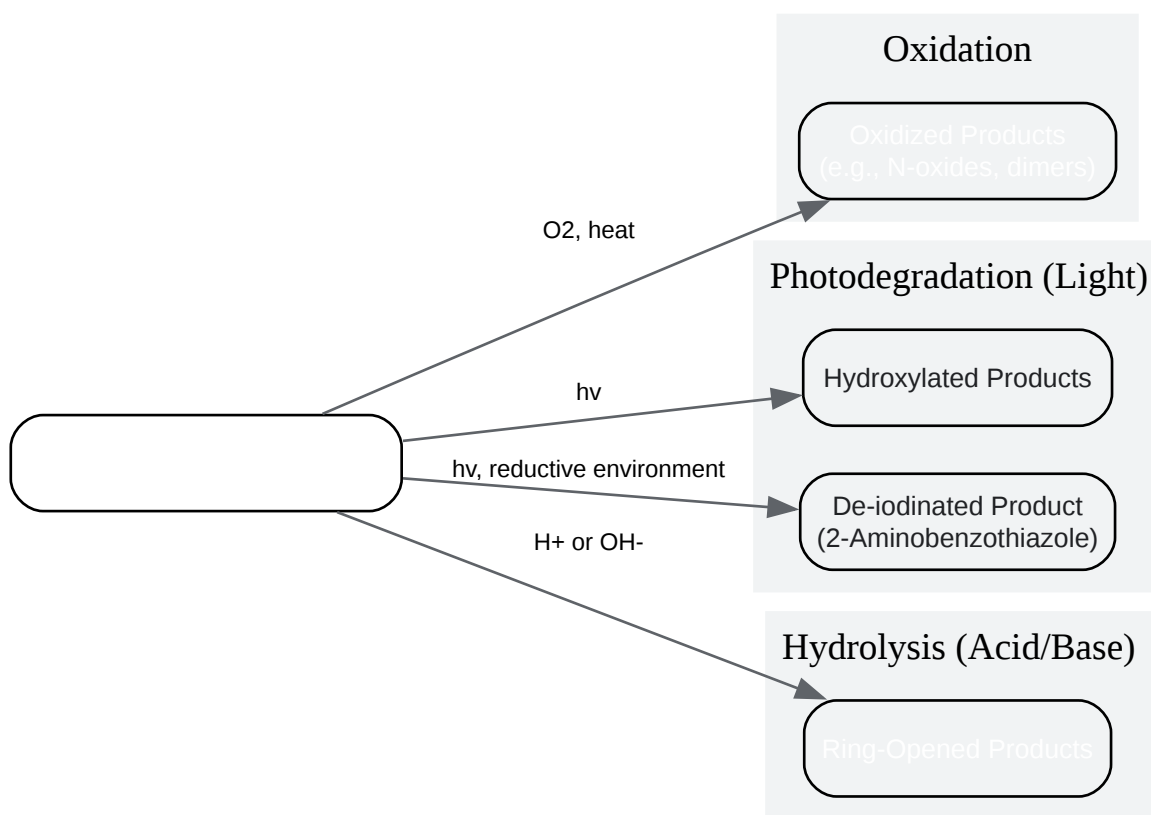 Oxidation
Oxidized Products
(e.g., N-oxides, dimers)
O2, heat
Photodegradation (Light)
hv
Hydroxylated Products
hv, reductive environment
De-iodinated Product
(2-Aminobenzothiazole)
H+ or OH-
Hydrolysis (Acid/Base)
Ring-Opened Products